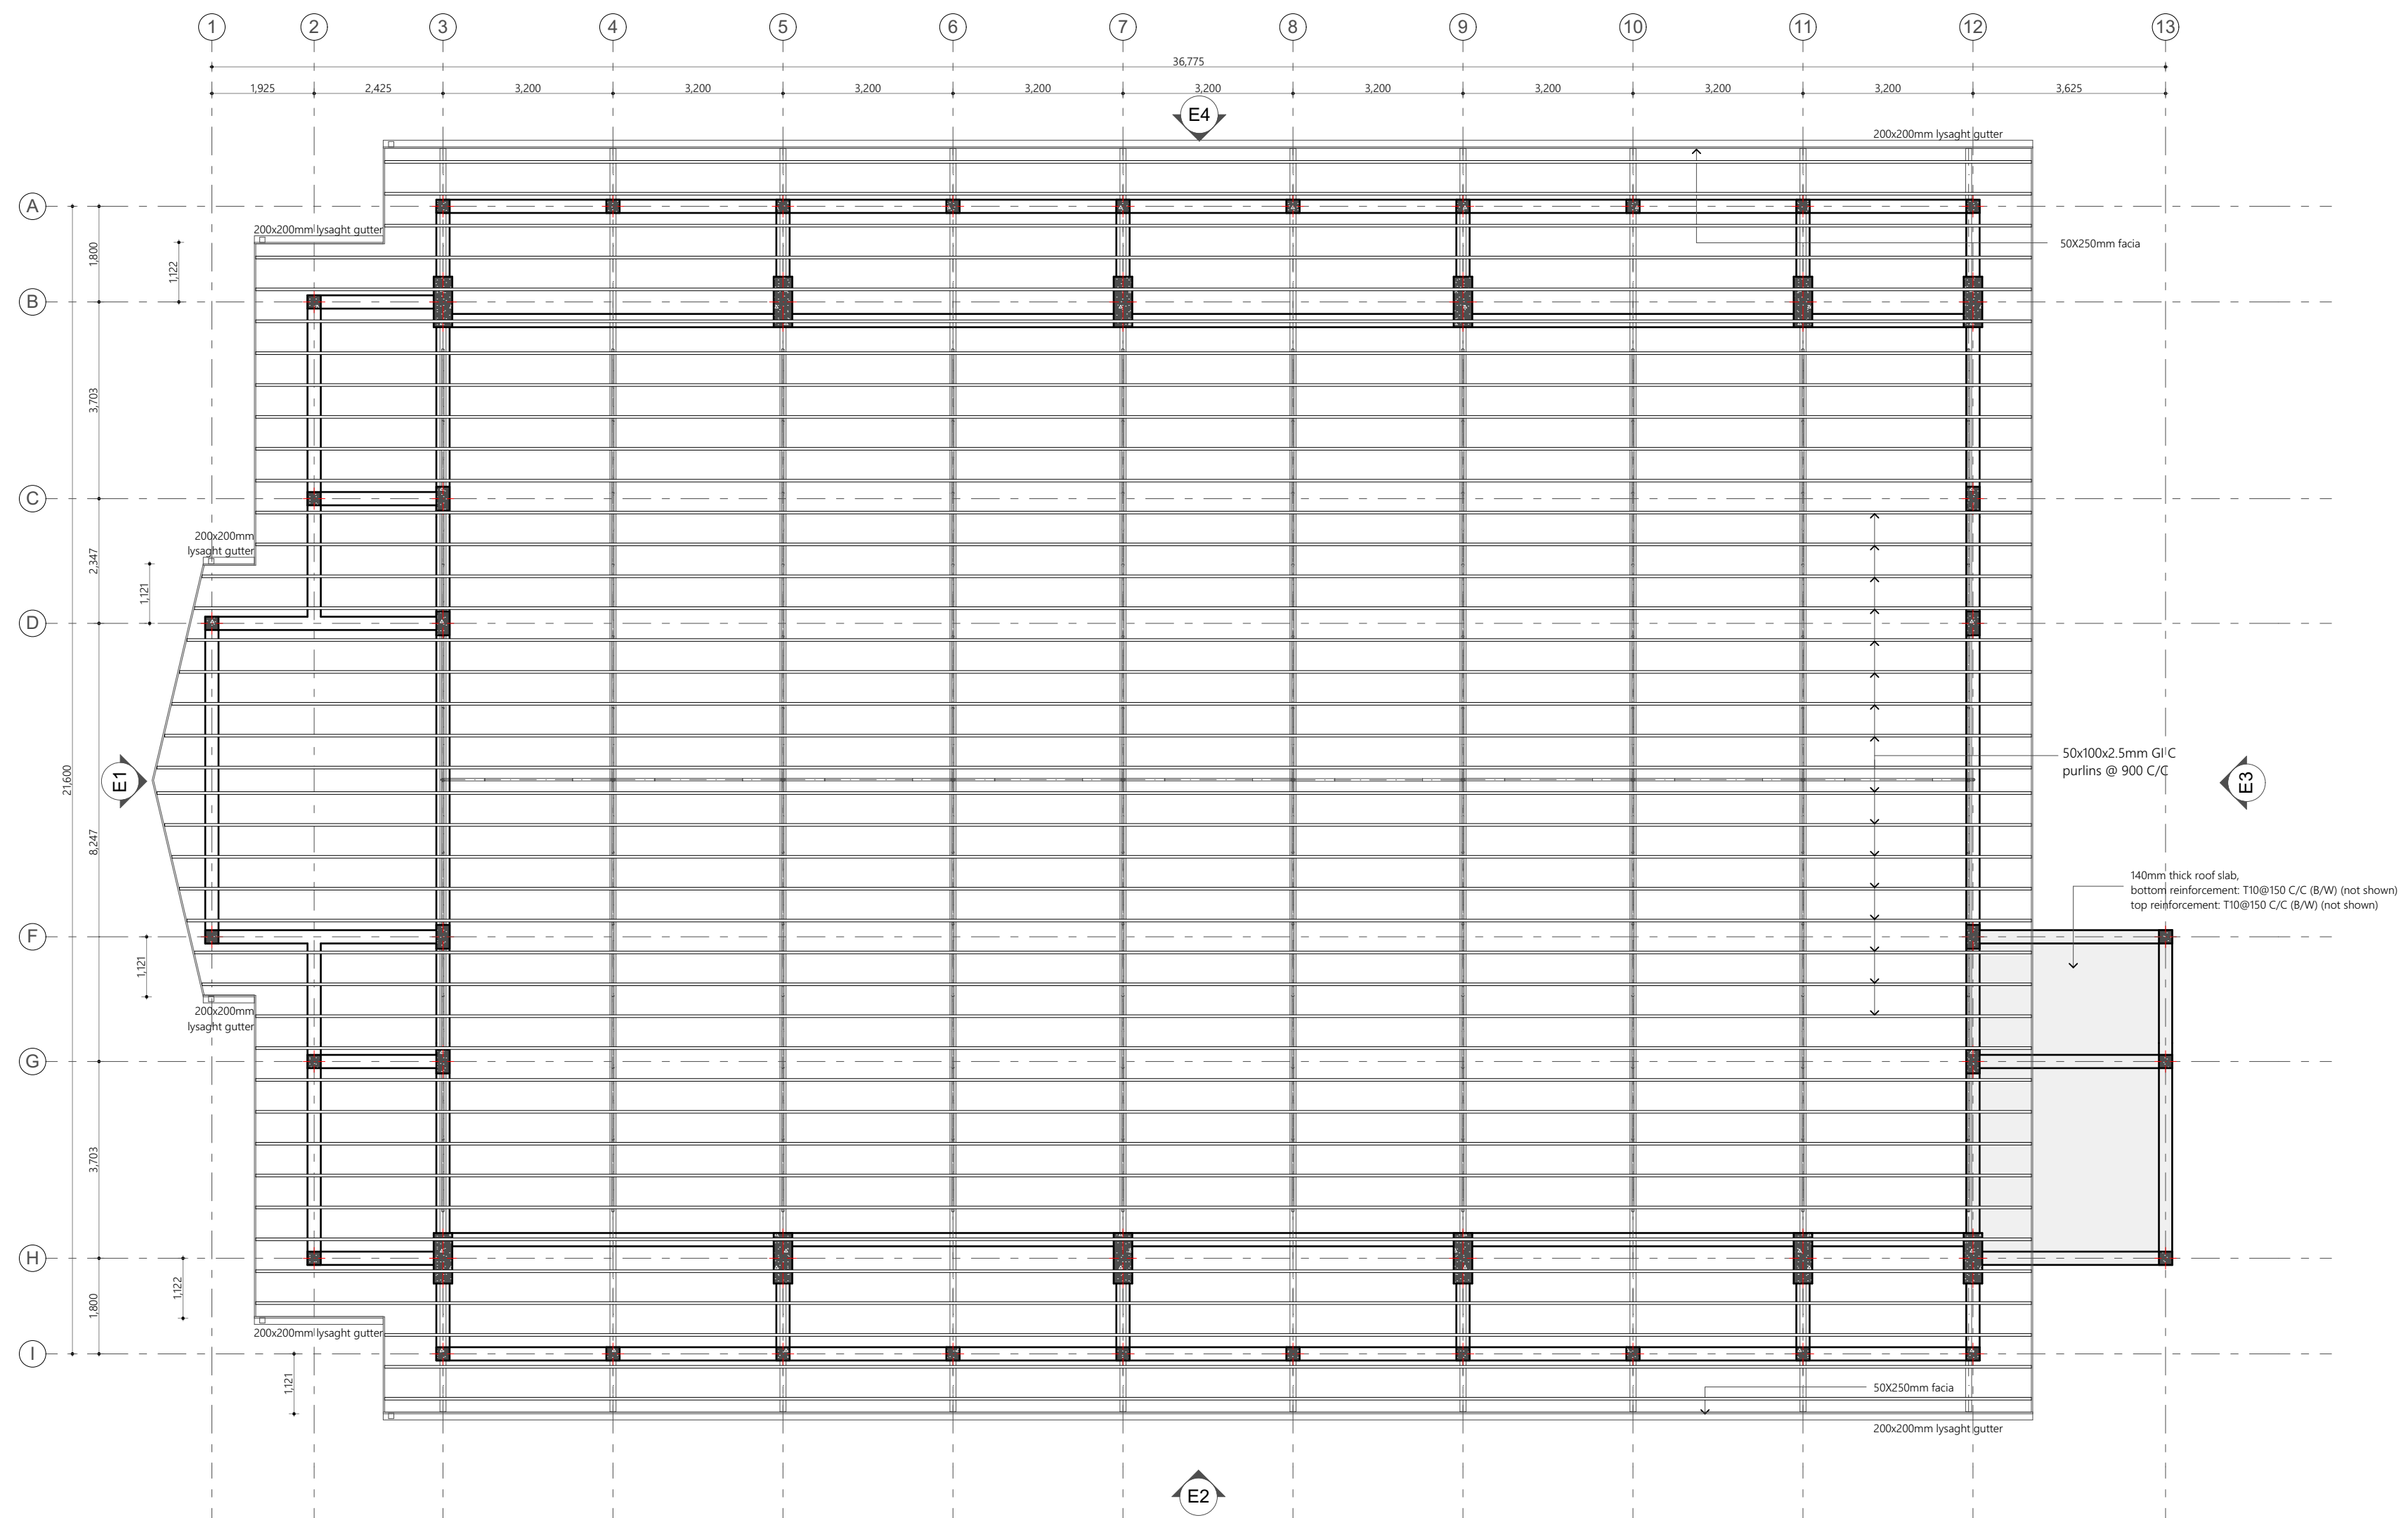 1 2 3 4 5 6 7 8 9 10 11 12 13
36,775
1,925 2,425 3,200 3,200 3,200 3,200 3,200 3,200 3,200 3,200 3,200 3,625
E4
200x200mm lysaght gutter
A
200x200mm lysaght gutter
50X250mm facia
1,800
1,122
B
3,703
C
200x200mm
lysaght gutter
2,347
1,121
D
50x100x2.5mm GI C
purlins @ 900 C/C
E1
E3
21,600
8,247
140mm thick roof slab,
bottom reinforcement: T10@150 C/C (B/W) (not shown)
top reinforcement: T10@150 C/C (B/W) (not shown)
F
1,121
200x200mm
lysaght gutter
G
3,703
H
1,122
1,800
200x200mm lysaght gutter
I
1,121
50X250mm facia
200x200mm lysaght gutter
E2